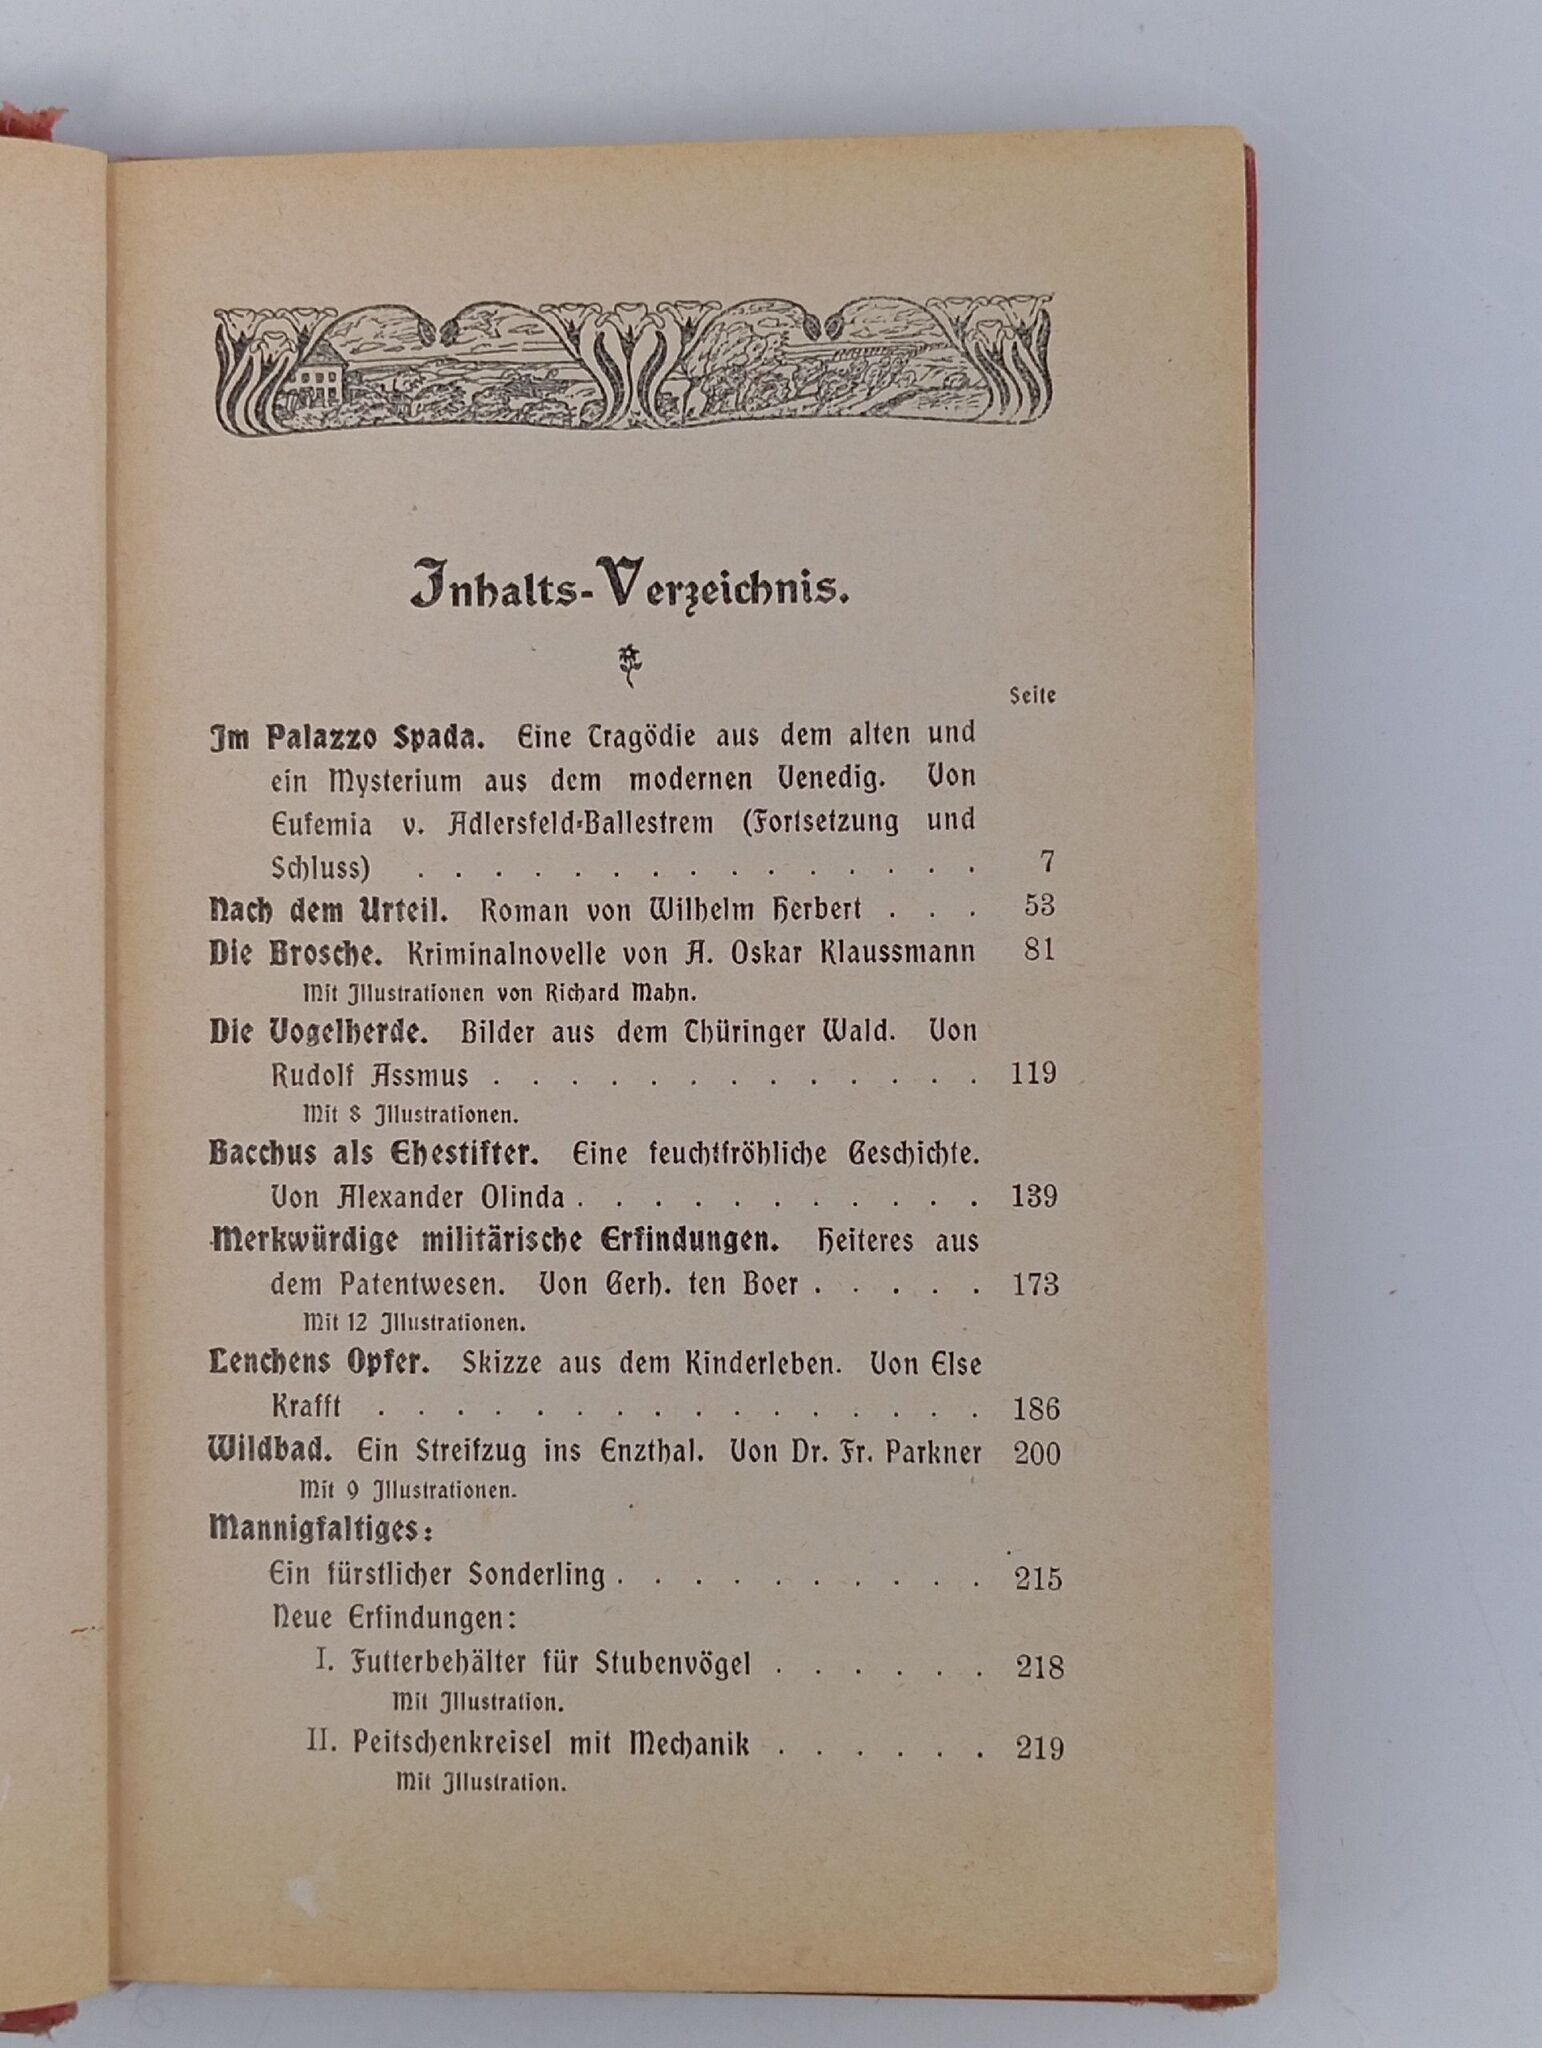 Inhalts-Verzeichnis.
Seite
Im Palazzo Spada. Eine Tragödie aus dem alten und
ein Mysterium aus dem modernen Venedig. Von
Eufemia v. Adlersfeld-Ballestrem (Fortsetzung und
Schluss) . . . . . . . . . . . . . . . 7
Nach dem Urteil. Roman von Wilhelm Herbert . . . 53
Die Brosche. Kriminalnovelle von A. Oskar Klaussmann 81
Mit Illustrationen von Richard Mahn.
Die Vogelherde. Bilder aus dem Thüringer Wald. Von
Rudolf Assmus . . . . . . . . . . . . . 119
Mit 8 Illustrationen.
Bacchus als Ehestifter. Eine feuchtfröhliche Geschichte.
Von Alexander Olinda . . . . . . . . . . . 139
Merkwürdige militärische Erfindungen. Heiteres aus
dem Patentwesen. Von Gerh. ten Boer . . . . . 173
Mit 12 Illustrationen.
Lenchens Opfer. Skizze aus dem Kinderleben. Von Else
Krafft . . . . . . . . . . . . . . . . 186
Wildbad. Ein Streifzug ins Enzthal. Von Dr. Fr. Parkner 200
Mit 9 Illustrationen.
Mannigfaltiges:
Ein fürstlicher Sonderling . . . . . . . . . . 215
Neue Erfindungen:
I. Futterbehälter für Stubenvögel . . . . . . 218
Mit Illustration.
II. Peitschenkreisel mit Mechanik . . . . . . 219
Mit Illustration.